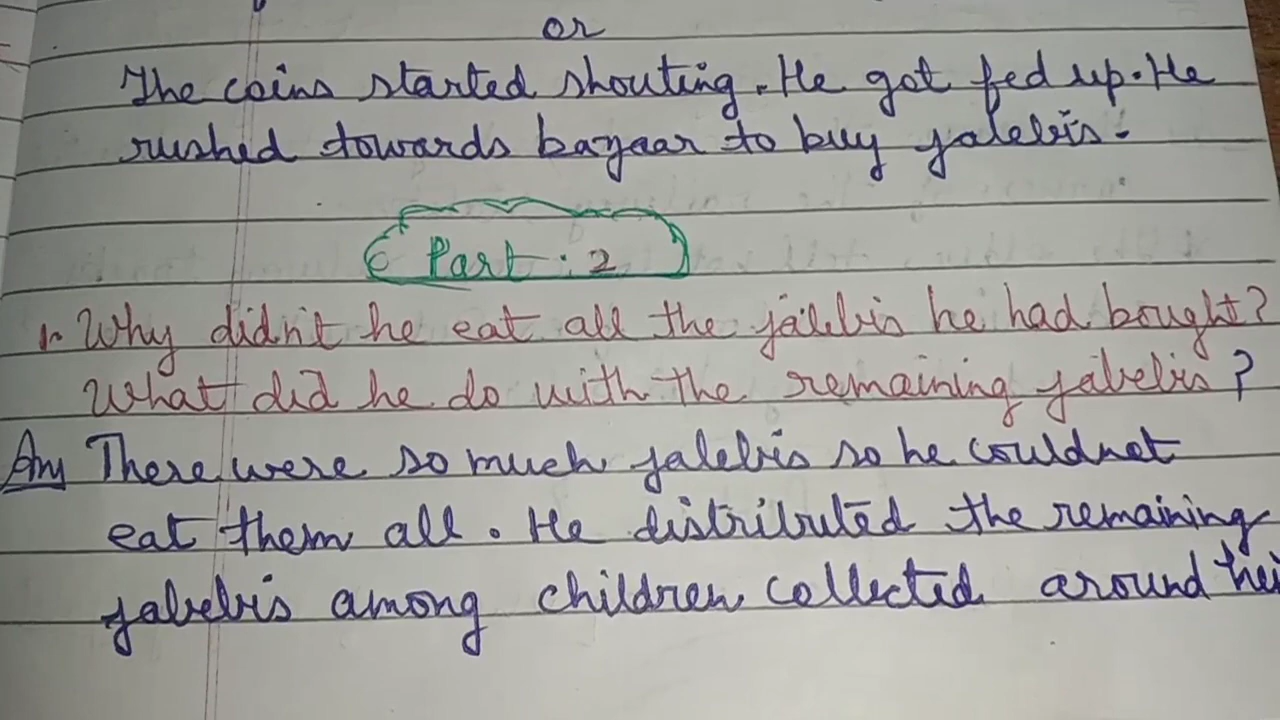 or
The coins started shouting. He got fed up. He
rushed towards bazaar to buy jalebis.
Part : 2
1. Why didn't he eat all the jalebis he had bought?
What did he do with the remaining jalebis?
Ans There were so much jalebis so he couldnot
eat them all. He distributed the remaining
jalebis among children collected around